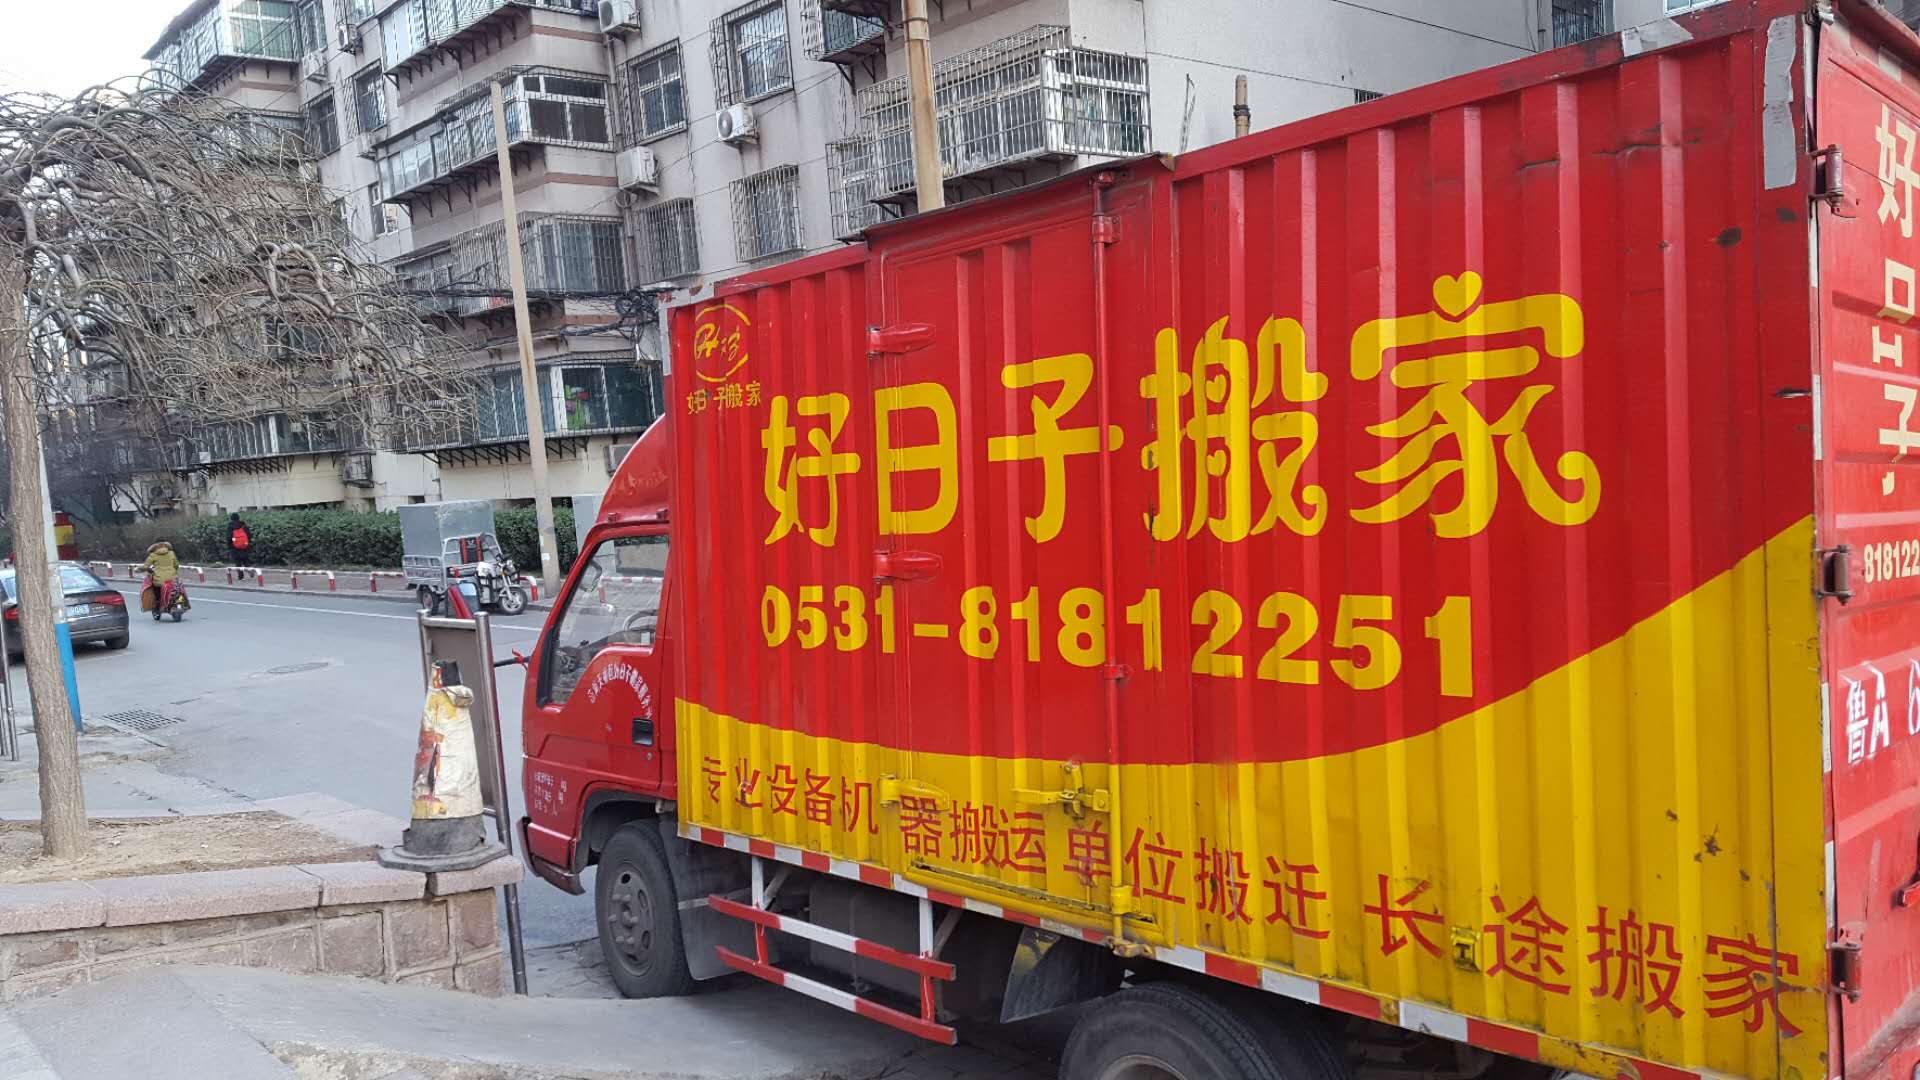 好日子搬家
好日子搬家
0531-81812251
专业设备机器搬运 单位搬迁 长途搬家
好日子
818122
鲁A